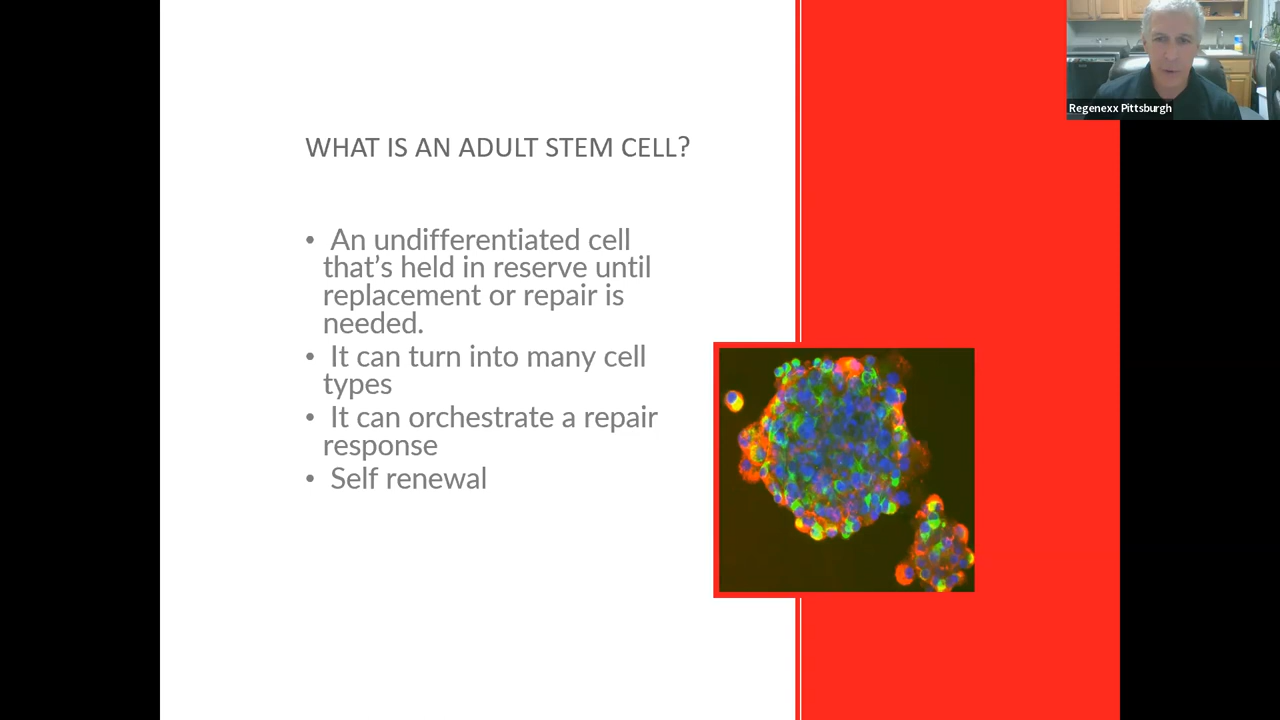 WHAT IS AN ADULT STEM CELL?
• An undifferentiated cell
that’s held in reserve until
replacement or repair is
needed.
• It can turn into many cell
types
• It can orchestrate a repair
response
• Self renewal
Regenexx Pittsburgh